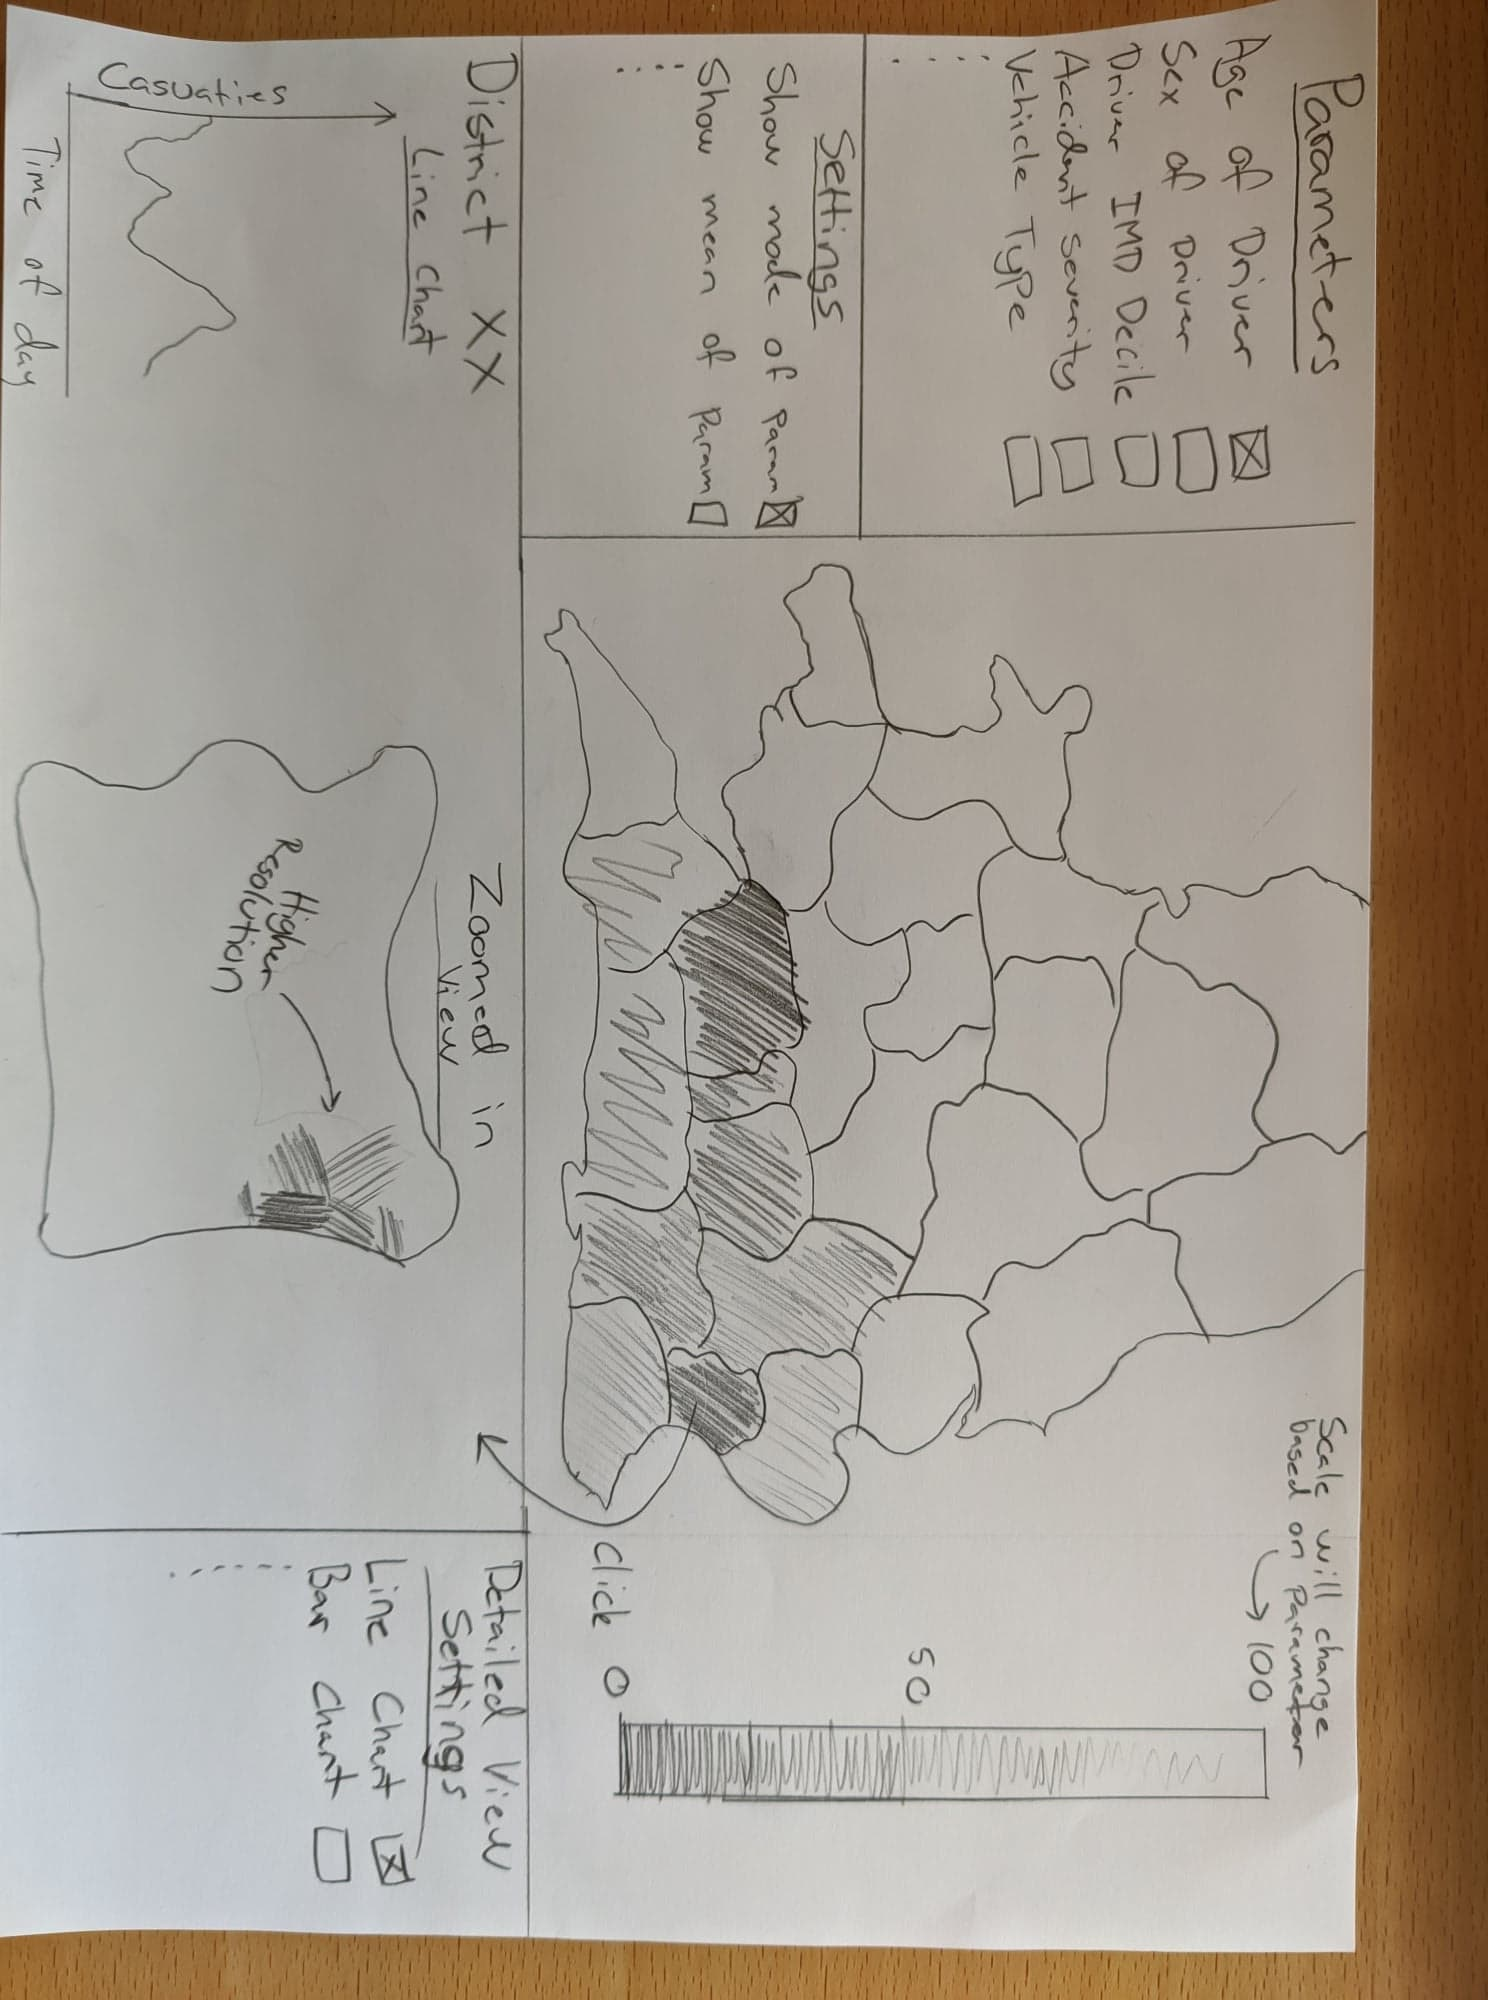 Parameters
Age of Driver
Sex of Driver
Driver IMD Decile
Accident Severity
Vehicle Type
Settings
Show mode of Param
Show mean of Param
Scale will change
based on Parameter
100
50
0
click
District XX
Line chart
Casuaties
Time of day
Zoomed in
View
Higher
Resolution
Detailed View
Settings
Line Chart
Bar Chart